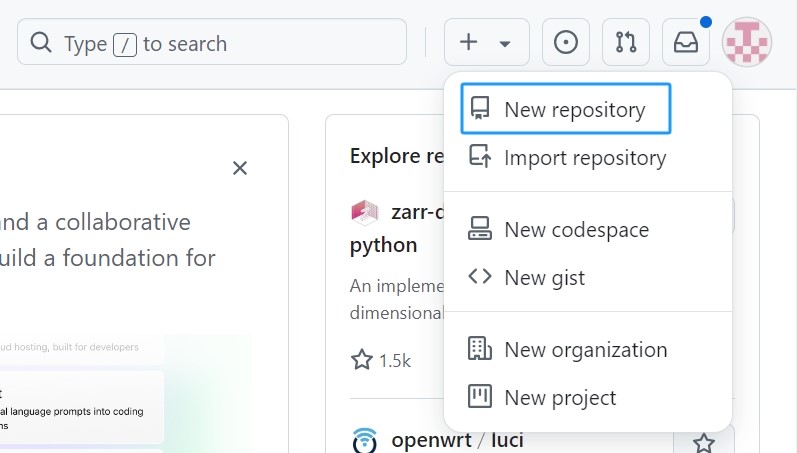 Type / to search
New repository
Import repository
New codespace
New gist
New organization
New project
and a collaborative
uild a foundation for
ud hosting, built for developers
t
al language prompts into coding
ns
Explore re
zarr-d
python
An impleme
dimensional
1.5k
openwrt / luci